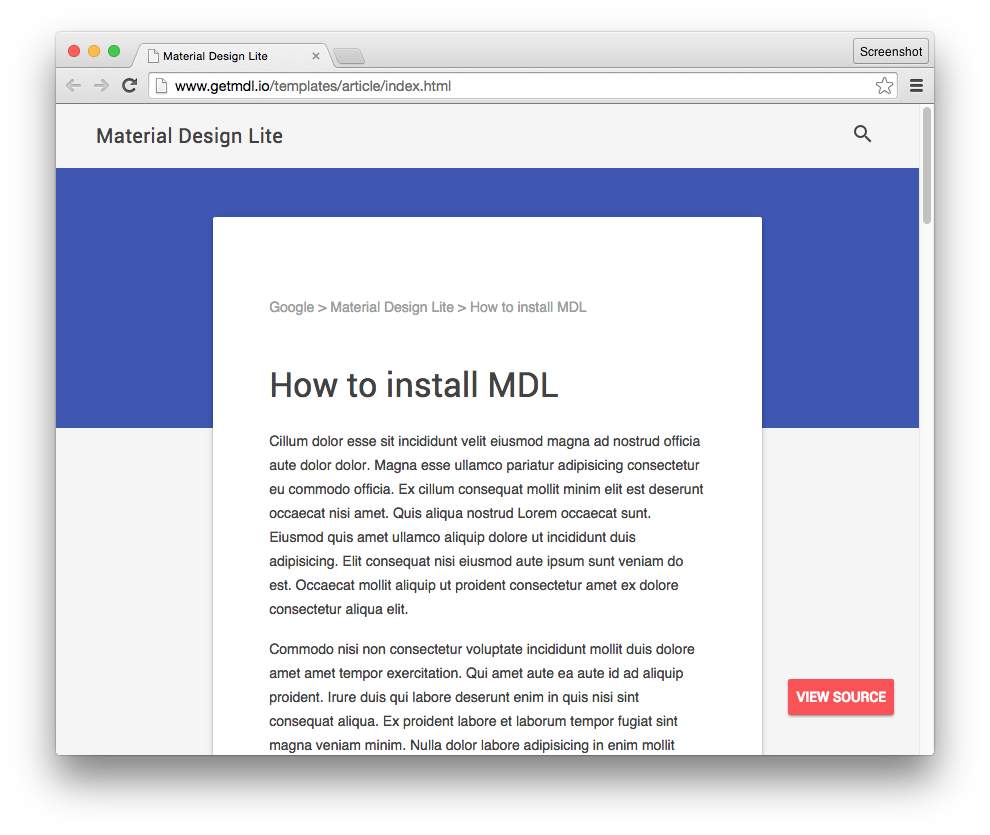 Material Design Lite
Screenshot
www.getmdl.io/templates/article/index.html
Material Design Lite
Google > Material Design Lite > How to install MDL
How to install MDL
Cillum dolor esse sit incididunt velit eiusmod magna ad nostrud officia
aute dolor dolor. Magna esse ullamco pariatur adipisicing consectetur
eu commodo officia. Ex cillum consequat mollit minim elit est deserunt
occaecat nisi amet. Quis aliqua nostrud Lorem occaecat sunt.
Eiusmod quis amet ullamco aliquip dolore ut incididunt duis
adipisicing. Elit consequat nisi eiusmod aute ipsum sunt veniam do
est. Occaecat mollit aliquip ut proident consectetur amet ex dolore
consectetur aliqua elit.
Commodo nisi non consectetur voluptate incididunt mollit duis dolore
amet amet tempor exercitation. Qui amet aute ea aute id ad aliquip
proident. Irure duis qui labore deserunt enim in quis nisi sint
consequat aliqua. Ex proident labore et laborum tempor fugiat sint
magna veniam minim. Nulla dolor labore adipisicing in enim mollit
VIEW SOURCE